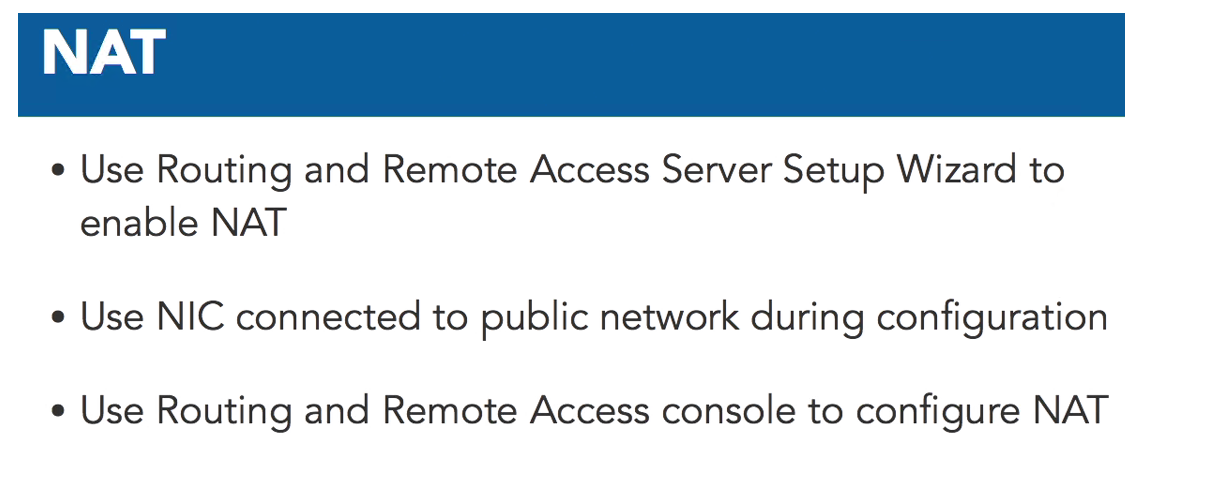 NAT
• Use Routing and Remote Access Server Setup Wizard to
enable NAT
• Use NIC connected to public network during configuration
• Use Routing and Remote Access console to configure NAT